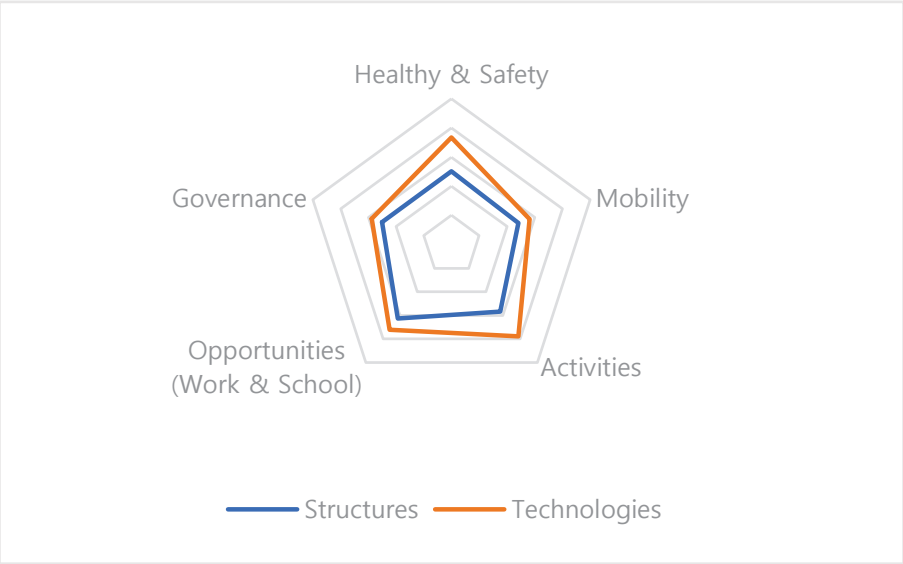 Healthy & Safety
Governance
Mobility
Opportunities
(Work & School)
Activities
Structures
Technologies